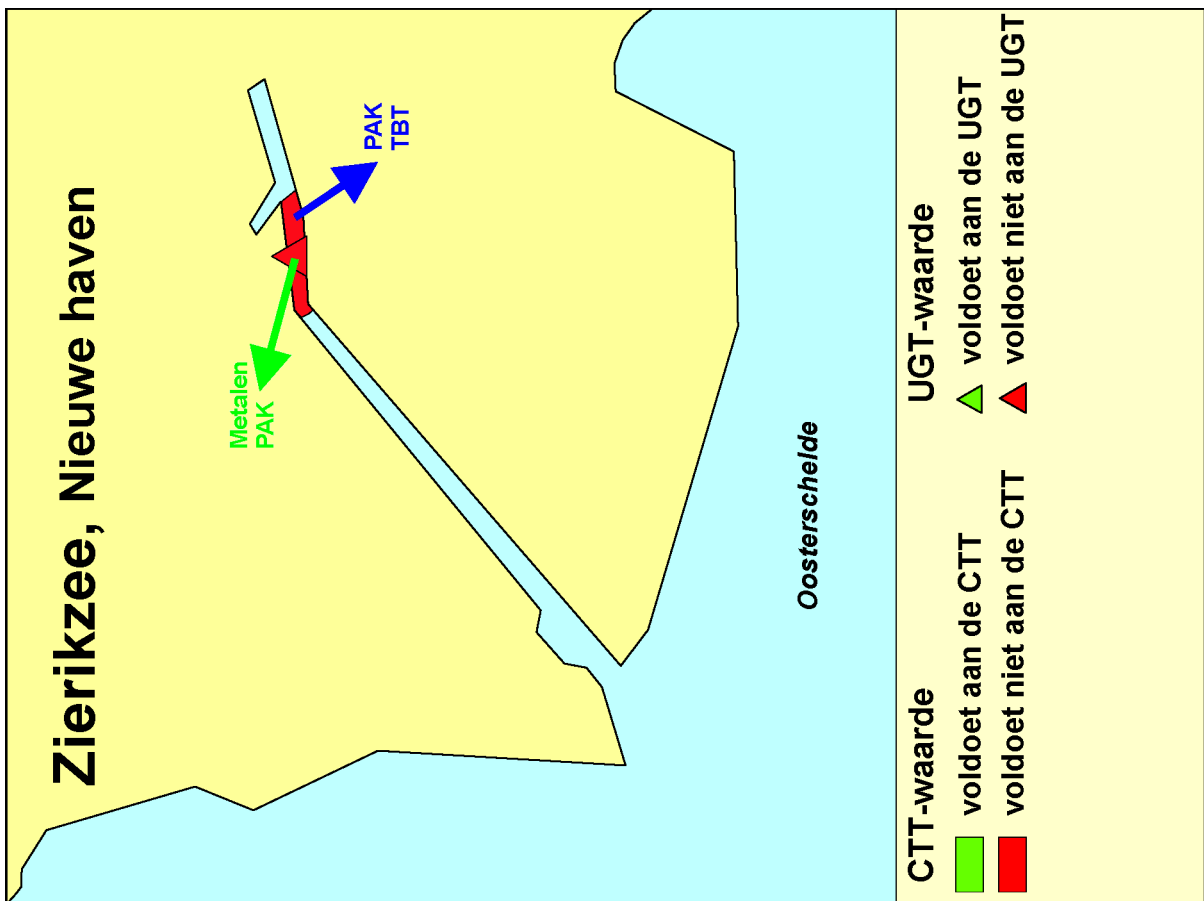 Zierikzee, Nieuwe haven
Metalen
PAK
PAK
TBT
Oosterschelde
CTT-waarde
voldoet aan de CTT
voldoet niet aan de CTT
UGT-waarde
voldoet aan de UGT
voldoet niet aan de UGT